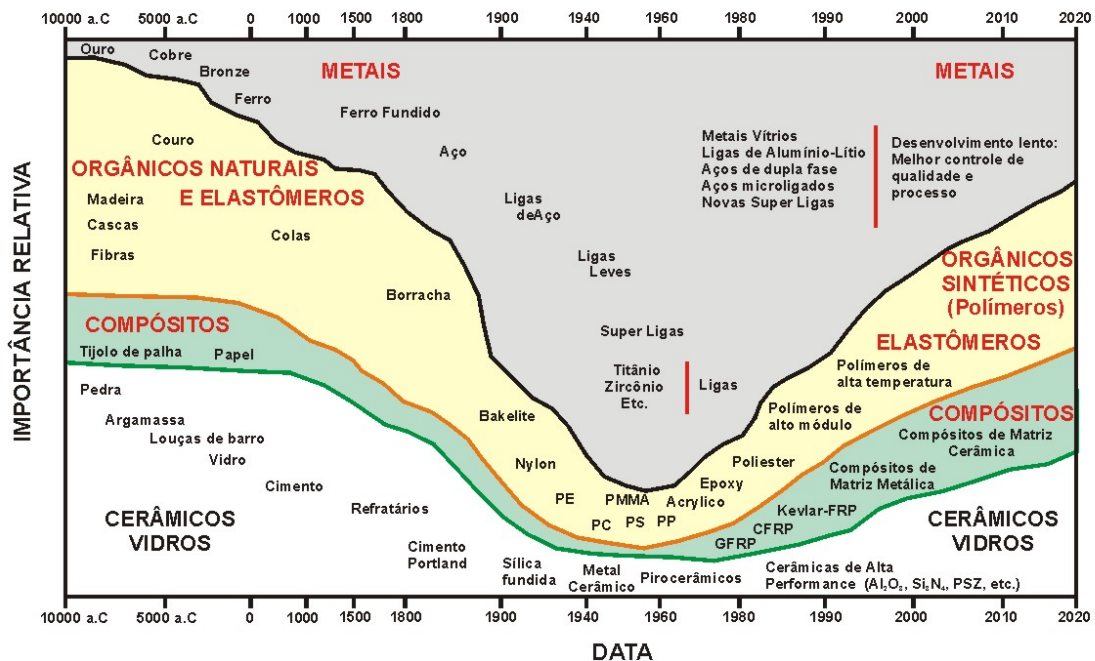 10000 a.C 5000 a.C 0 1000 1500 1800 1900 1940 1960 1980 1990 2000 2010 2020
IMPORTÂNCIA RELATIVA
Ouro
Cobre
Bronze
Ferro
METAIS
Ferro Fundido
Aço
METAIS
Metais Vítrios
Ligas de Alumínio-Lítio
Aços de dupla fase
Aços microligados
Novas Super Ligas
Desenvolvimento lento:
Melhor controle de
qualidade e
processo
Couro
ORGÂNICOS NATURAIS
E ELASTÔMEROS
Madeira
Cascas
Fibras
Colas
Borracha
Ligas
deAço
Ligas
Leves
Super Ligas
Titânio
Zircônio
Etc.
Ligas
ORGÂNICOS
SINTÉTICOS
(Polímeros)
ELASTÔMEROS
Polímeros de
alta temperatura
Polímeros de
alto módulo
COMPÓSITOS
Tijolo de palha
Papel
Pedra
Argamassa
Louças de barro
Vidro
Cimento
Refratários
Bakelite
Nylon
PE
PMMA
PC
PS
PP
Acrylico
Epoxy
Poliester
COMPÓSITOS
Compósitos de Matriz
Cerâmica
Compósitos de
Matriz Metálica
Kevlar-FRP
CFRP
GFRP
CERÂMICOS
VIDROS
Cimento
Portland
Sílica
fundida
Metal
Cerâmico
Pirocerâmicos
Cerâmicas de Alta
Performance (Al₂O₂, Si₂N₄, PSZ, etc.)
CERÂMICOS
VIDROS
10000 a.C 5000 a.C 0 1000 1500 1800 1900 1940 1960 1980 1990 2000 2010 2020
DATA